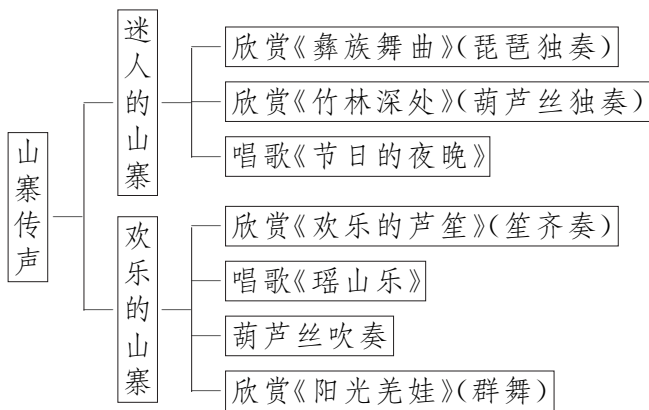 山寨传声
迷人的山寨
欣赏《彝族舞曲》(琵琶独奏)
欣赏《竹林深处》(葫芦丝独奏)
唱歌《节日的夜晚》
欢乐的山寨
欣赏《欢乐的芦笙》(笙齐奏)
唱歌《瑶山乐》
葫芦丝吹奏
欣赏《阳光羌娃》(群舞)